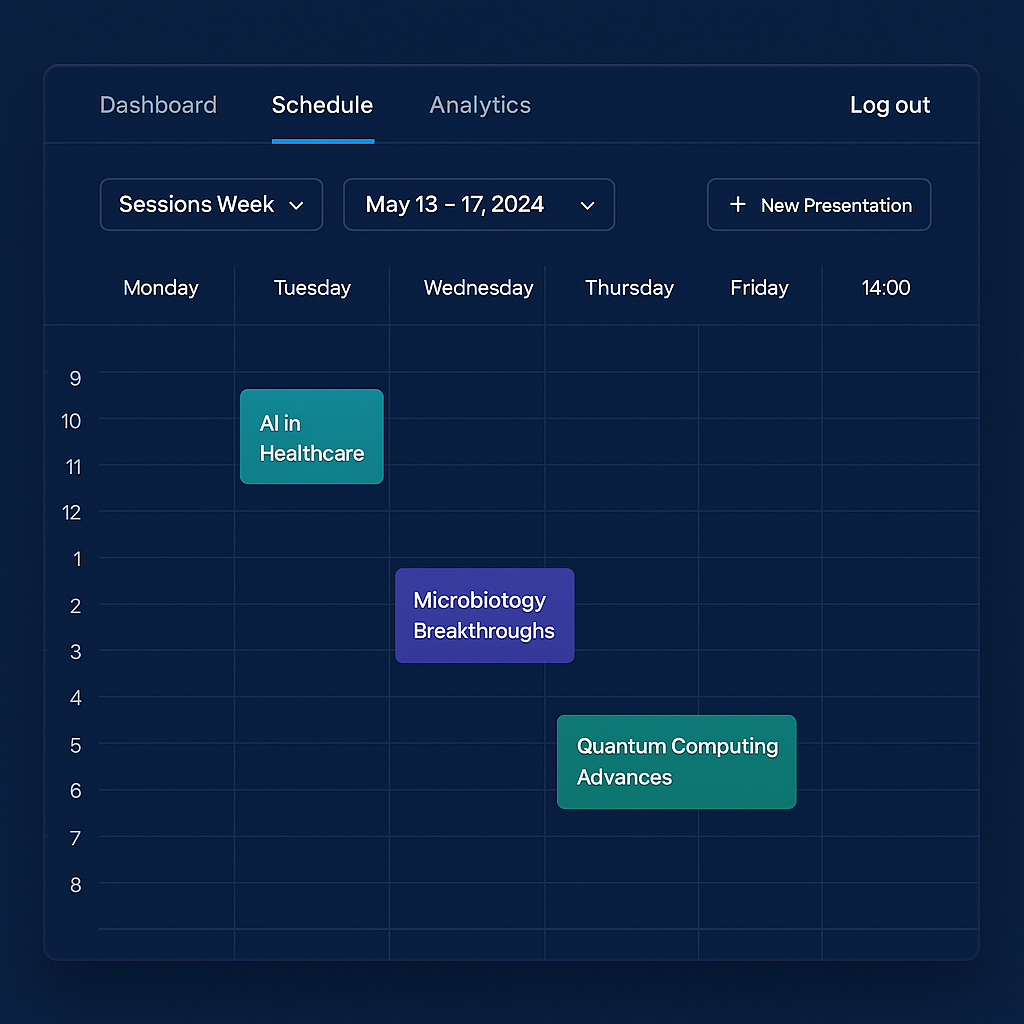 Dashboard Schedule Analytics Log out
Sessions Week May 13 – 17, 2024 + New Presentation
Monday Tuesday Wednesday Thursday Friday 14:00
9
10
AI in
Healthcare
11
12
1
2
Microbiotogy
Breakthroughs
3
4
5
Quantum Computing
Advances
6
7
8